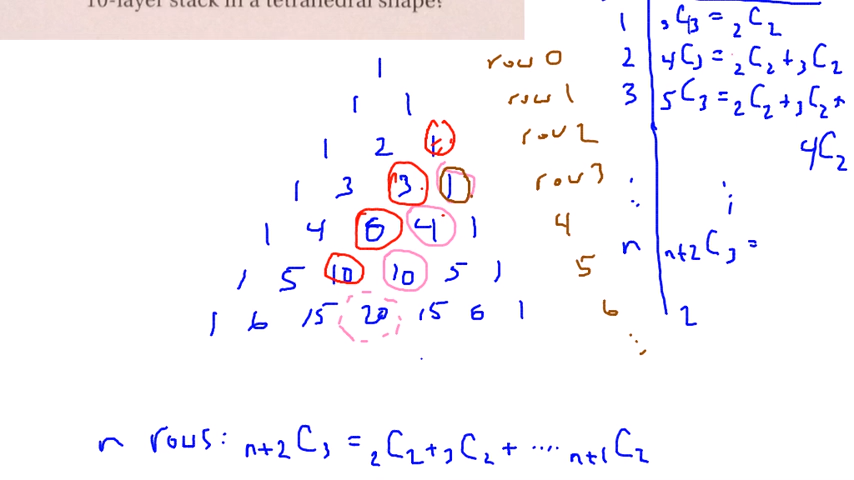 10-layer stack in a tetrahedral shape?
1 ₃C₃ = ₂C₂
1 row 0
2 ₄C₃ = ₂C₂ + ₃C₂
1 1 row 1
3 ₅C₃ = ₂C₂ + ₃C₂ +
₄C₂
1 2 1 row 2
1 3 3 1 row 3
⋮ ⋮
1 4 6 4 1 4
n ₙ₊₂C₃ =
1 5 10 10 5 1 5
1 6 15 20 15 6 1 6
2
⋱
n rows: ₙ₊₂C₃ = ₂C₂ + ₃C₂ + .... ₙ₊₁C₂